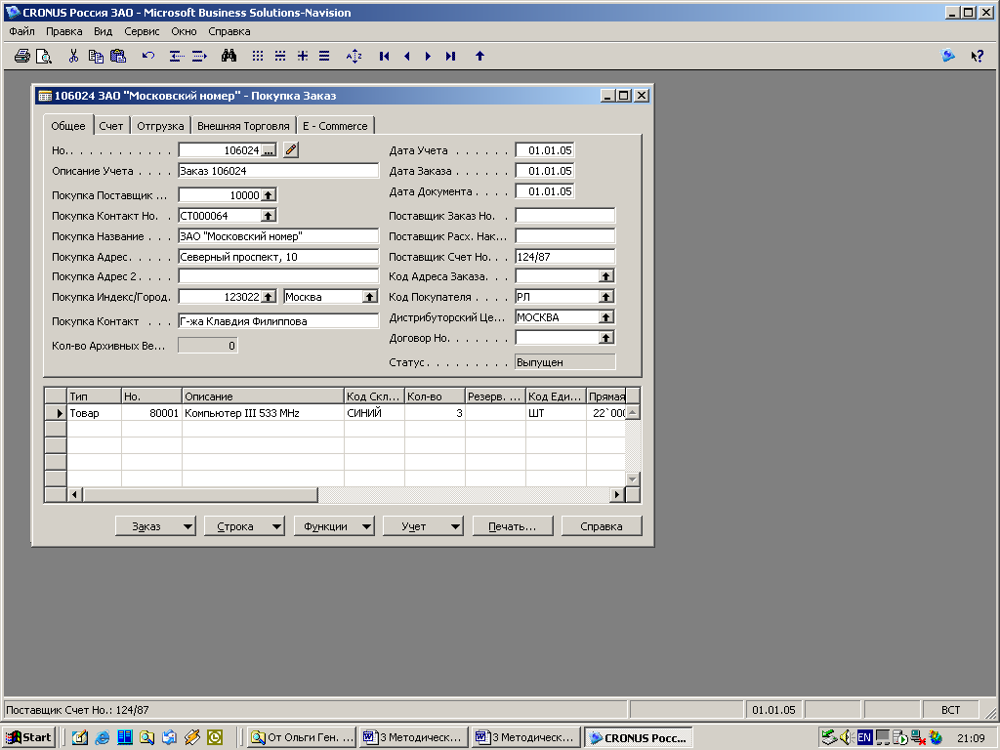 CRONUS Россия ЗАО - Microsoft Business Solutions-Navision
Файл Правка Вид Сервис Окно Справка
106024 ЗАО "Московский номер" - Покупка Заказ
Общее Счет Отгрузка Внешняя Торговля E - Commerce
Но. . . . . . . . . . . . 106024 ... Дата Учета . . . . . . 01.01.05
Описание Учета . . . . Заказ 106024 Дата Заказа . . . . . . 01.01.05
Дата Документа . . . . 01.01.05
Покупка Поставщик ... 10000
Покупка Контакт Но. . CT000064 Поставщик Заказ Но. .
Покупка Название . . . ЗАО "Московский номер" Поставщик Расх. Нак...
Покупка Адрес. . . . . Северный проспект, 10 Поставщик Счет Но. . 124/87
Покупка Адрес 2 . . . . Код Адреса Заказа. . .
Покупка Индекс/Город. 123022 Москва Код Покупателя . . . . РЛ
Дистрибуторский Це... МОСКВА
Покупка Контакт . . . Г-жа Клавдия Филиппова
Договор Но. . . . . . .
Кол-во Архивных Ве... 0
Статус. . . . . . . . . Выпущен
Тип Но. Описание Код Скл... Кол-во Резерв. ... Код Еди... Прямая
Товар 80001 Компьютер III 533 MHz СИНИЙ 3 ШТ 22`000
Заказ Строка Функции Учет Печать... Справка
Поставщик Счет Но.: 124/87 01.01.05 ВСТ
Start От Ольги Ген. ... 3 Методическ... 3 Методическ... CRONUS Росс... EN 21:09